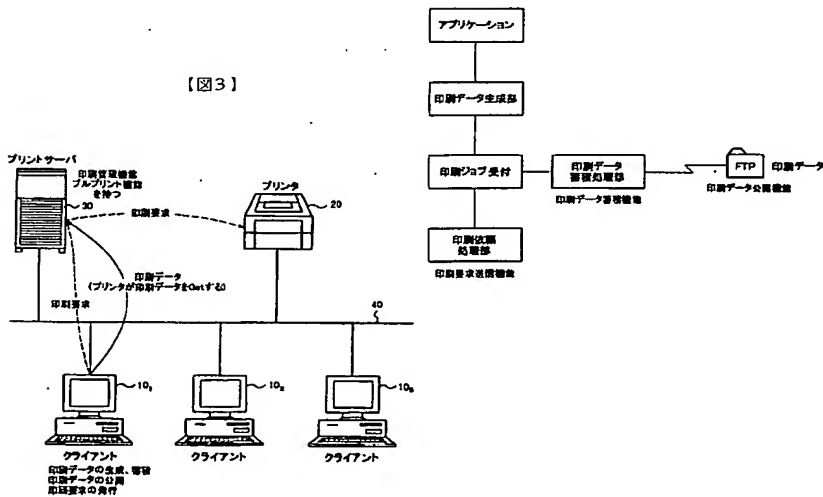 【図3】
プリントサーバ
印刷管理機能
プルプリント機能
を持つ
30
印刷要求
プリンタ
20
印刷データ
(プリンタが印刷データをGetする)
印刷要求
40
10₁
10₂
クライアント
クライアント
クライアント
印刷データの生成、蓄積
印刷データの公開
印刷要求の発行
アプリケーション
印刷データ生成部
印刷ジョブ受付
印刷データ
蓄積処理部
印刷データ蓄積機能
FTP
印刷データ
印刷データ公開機能
印刷依頼
処理部
印刷要求送信機能